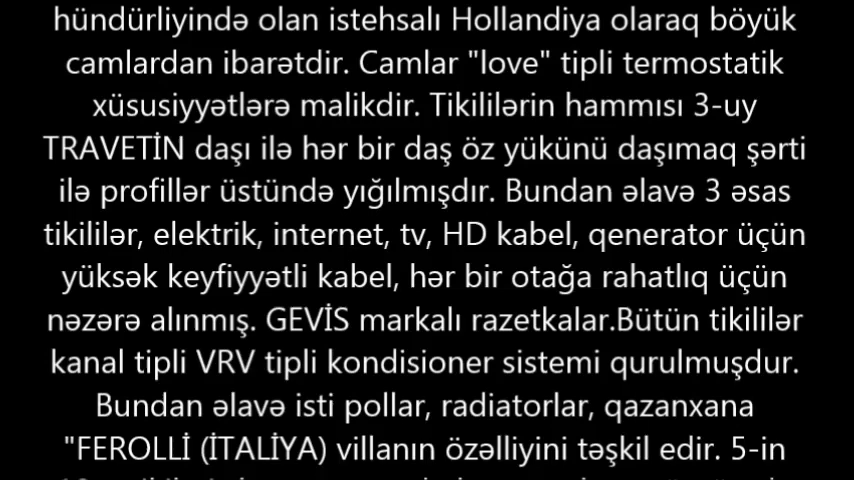 hündürliyində olan istehsalı Hollandiya olaraq böyük
camlardan ibarətdir. Camlar "love" tipli termostatik
xüsusiyyətlərə malikdir. Tikililərin hammısı 3-uy
TRAVETİN daşı ilə hər bir daş öz yükünü daşımaq şərti
ilə profillər üstündə yığılmışdır. Bundan əlavə 3 əsas
tikililər, elektrik, internet, tv, HD kabel, qenerator üçün
yüksək keyfiyyətli kabel, hər bir otağa rahatlıq üçün
nəzərə alınmış. GEVİS markalı razetkalar.Bütün tikililər
kanal tipli VRV tipli kondisioner sistemi qurulmuşdur.
Bundan əlavə isti pollar, radiatorlar, qazanxana
"FEROLLİ (İTALİYA) villanın özəlliyini təşkil edir. 5-in